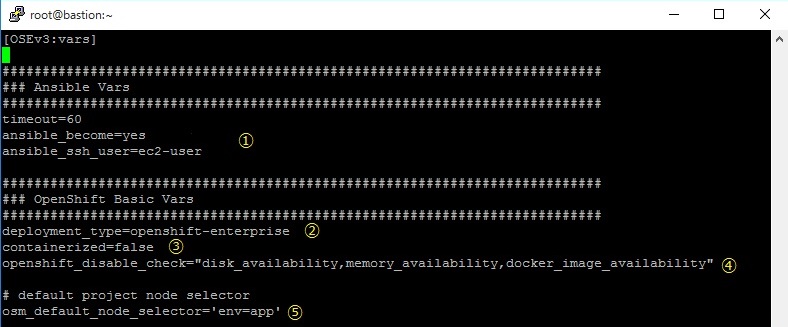 root@bastion:~
[OSEv3:vars]
###########################################################################
### Ansible Vars
###########################################################################
timeout=60
ansible_become=yes
ansible_ssh_user=ec2-user ①
###########################################################################
### OpenShift Basic Vars
###########################################################################
deployment_type=openshift-enterprise ②
containerized=false ③
openshift_disable_check="disk_availability,memory_availability,docker_image_availability" ④
# default project node selector
osm_default_node_selector='env=app' ⑤